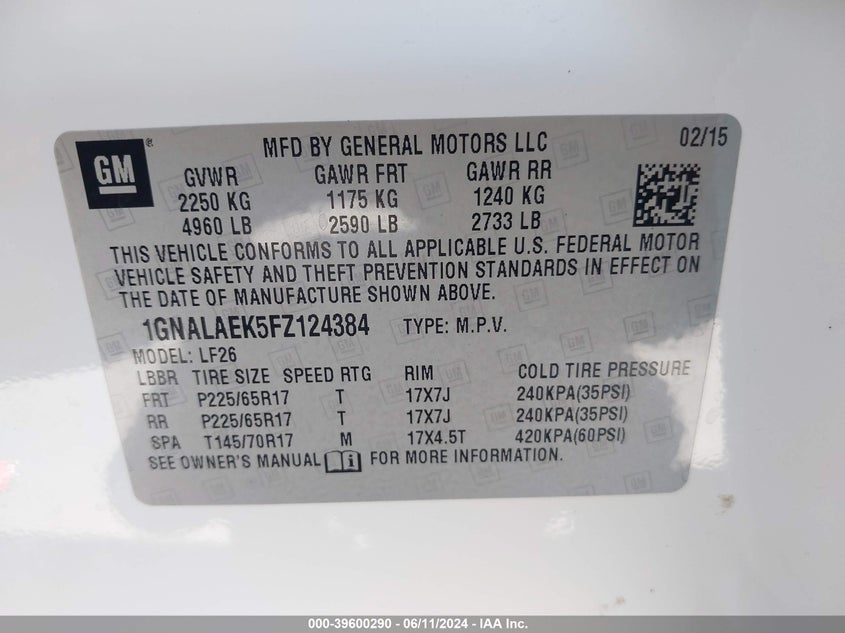 GM
MFD BY GENERAL MOTORS LLC 02/15
GVWR GAWR FRT GAWR RR
2250 KG 1175 KG 1240 KG
4960 LB 2590 LB 2733 LB
THIS VEHICLE CONFORMS TO ALL APPLICABLE U.S. FEDERAL MOTOR
VEHICLE SAFETY AND THEFT PREVENTION STANDARDS IN EFFECT ON
THE DATE OF MANUFACTURE SHOWN ABOVE.
1GNALAEK5FZ124384 TYPE: M.P.V.
MODEL: LF26
LBBR TIRE SIZE SPEED RTG RIM COLD TIRE PRESSURE
FRT P225/65R17 T 17X7J 240KPA(35PSI)
RR P225/65R17 T 17X7J 240KPA(35PSI)
SPA T145/70R17 M 17X4.5T 420KPA(60PSI)
SEE OWNER'S MANUAL FOR MORE INFORMATION.
000-39600290 - 06/11/2024 - IAA Inc.